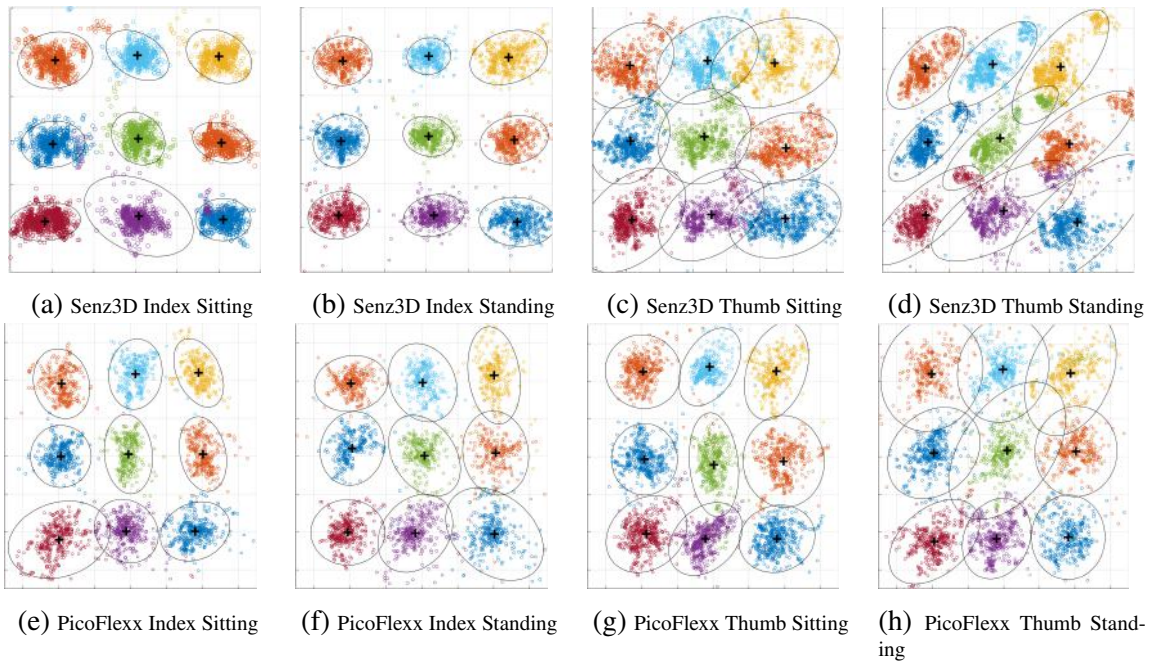 (a) Senz3D Index Sitting
(b) Senz3D Index Standing
(c) Senz3D Thumb Sitting
(d) Senz3D Thumb Standing
(e) PicoFlexx Index Sitting
(f) PicoFlexx Index Standing
(g) PicoFlexx Thumb Sitting
(h) PicoFlexx Thumb Stand-
ing